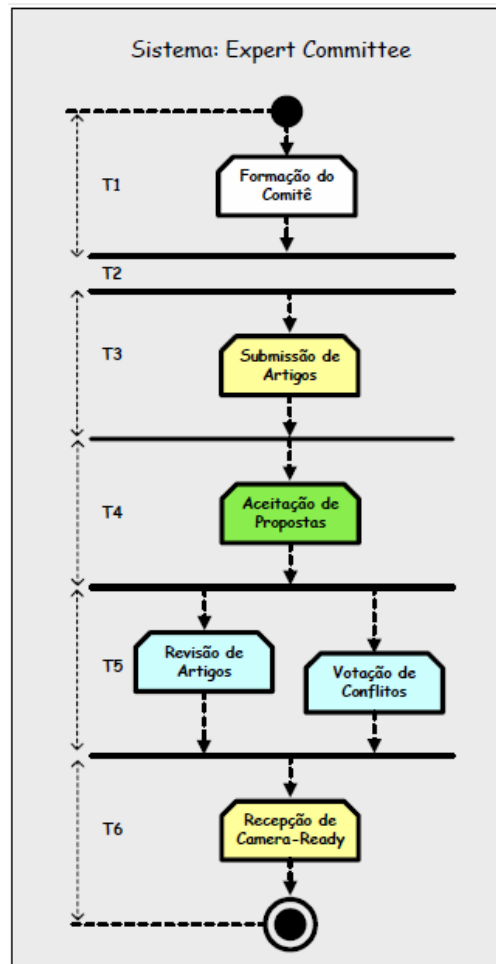 Sistema: Expert Committee
T1
Formação do
Comitê
T2
T3
Submissão de
Artigos
T4
Aceitação de
Propostas
T5
Revisão de
Artigos
Votação de
Conflitos
T6
Recepção de
Camera-Ready